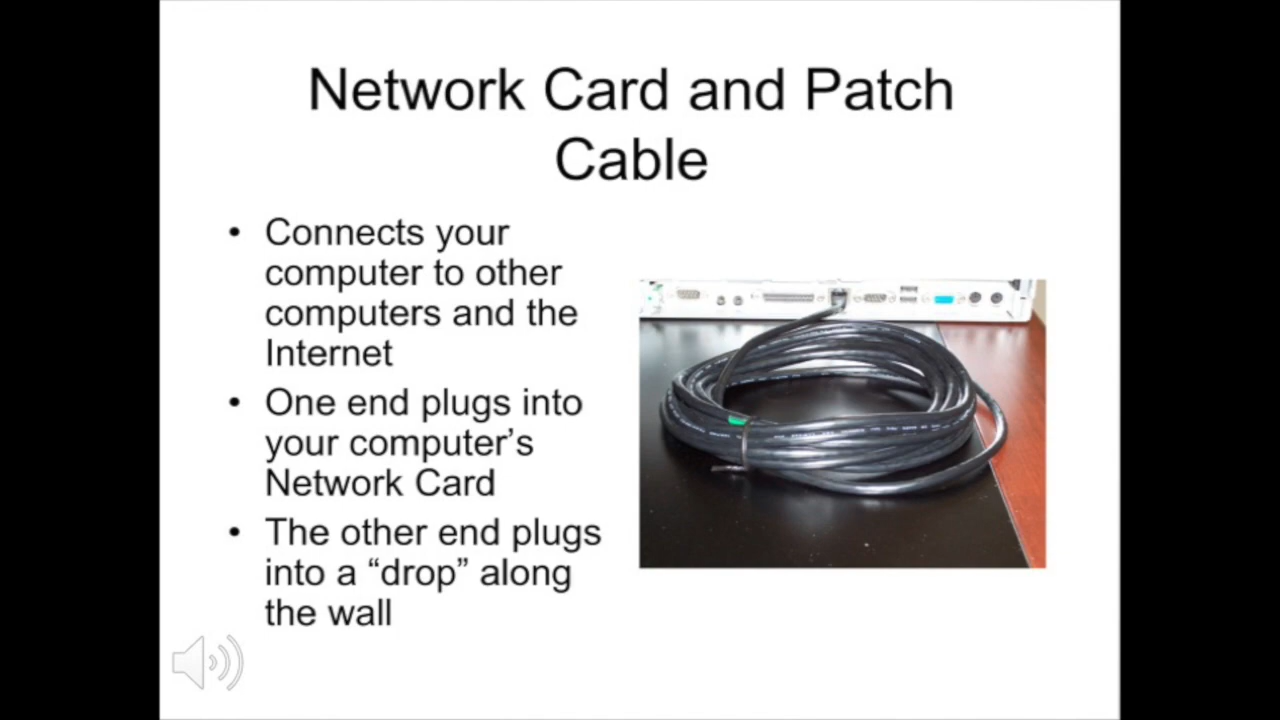 Network Card and Patch
Cable
• Connects your
computer to other
computers and the
Internet
• One end plugs into
your computer’s
Network Card
• The other end plugs
into a “drop” along
the wall